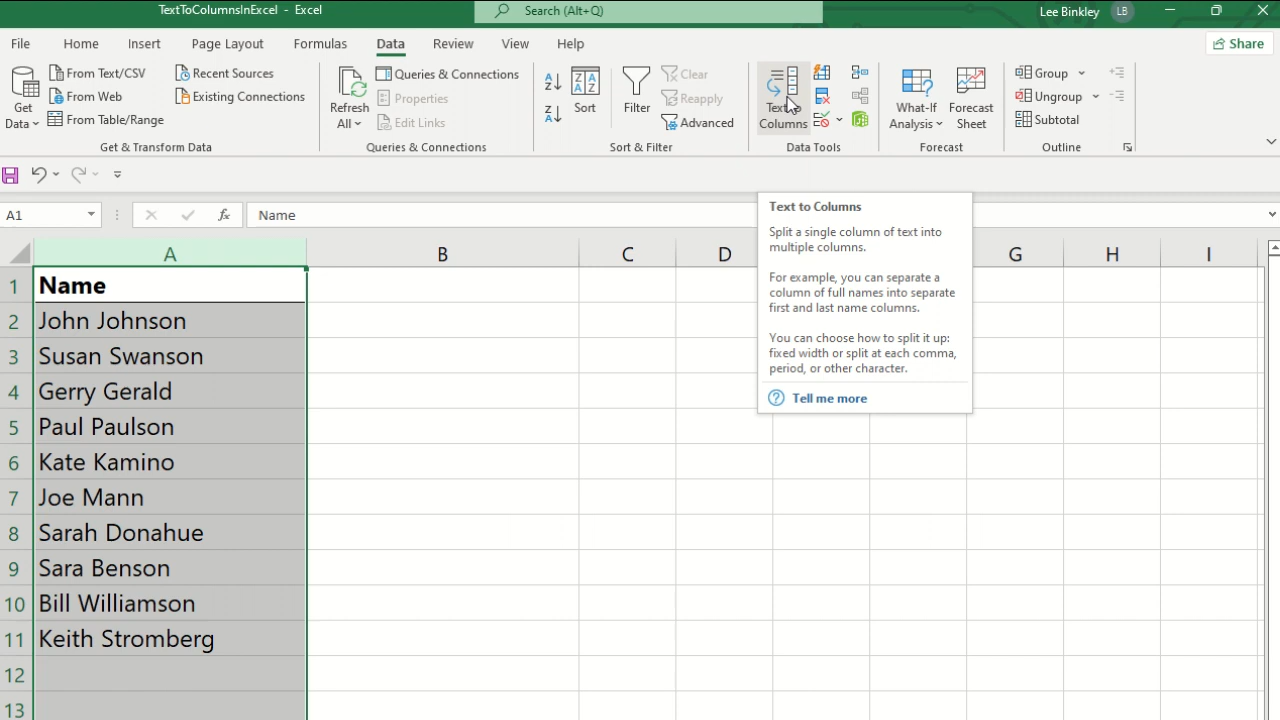 TextToColumnsInExcel - Excel
Search (Alt+Q)
Lee Binkley
LB
File
Home
Insert
Page Layout
Formulas
Data
Review
View
Help
Share
Get
Data
From Text/CSV
From Web
From Table/Range
Recent Sources
Existing Connections
Get & Transform Data
Refresh
All
Queries & Connections
Properties
Edit Links
Queries & Connections
Sort
Filter
Clear
Reapply
Advanced
Sort & Filter
Text to
Columns
Data Tools
What-If
Analysis
Forecast
Sheet
Forecast
Group
Ungroup
Subtotal
Outline
A1
fx
Name
Text to Columns
Split a single column of text into
multiple columns.
For example, you can separate a
column of full names into separate
first and last name columns.
You can choose how to split it up:
fixed width or split at each comma,
period, or other character.
Tell me more
A B C D G H I
1 Name
2 John Johnson
3 Susan Swanson
4 Gerry Gerald
5 Paul Paulson
6 Kate Kamino
7 Joe Mann
8 Sarah Donahue
9 Sara Benson
10 Bill Williamson
11 Keith Stromberg
12
13